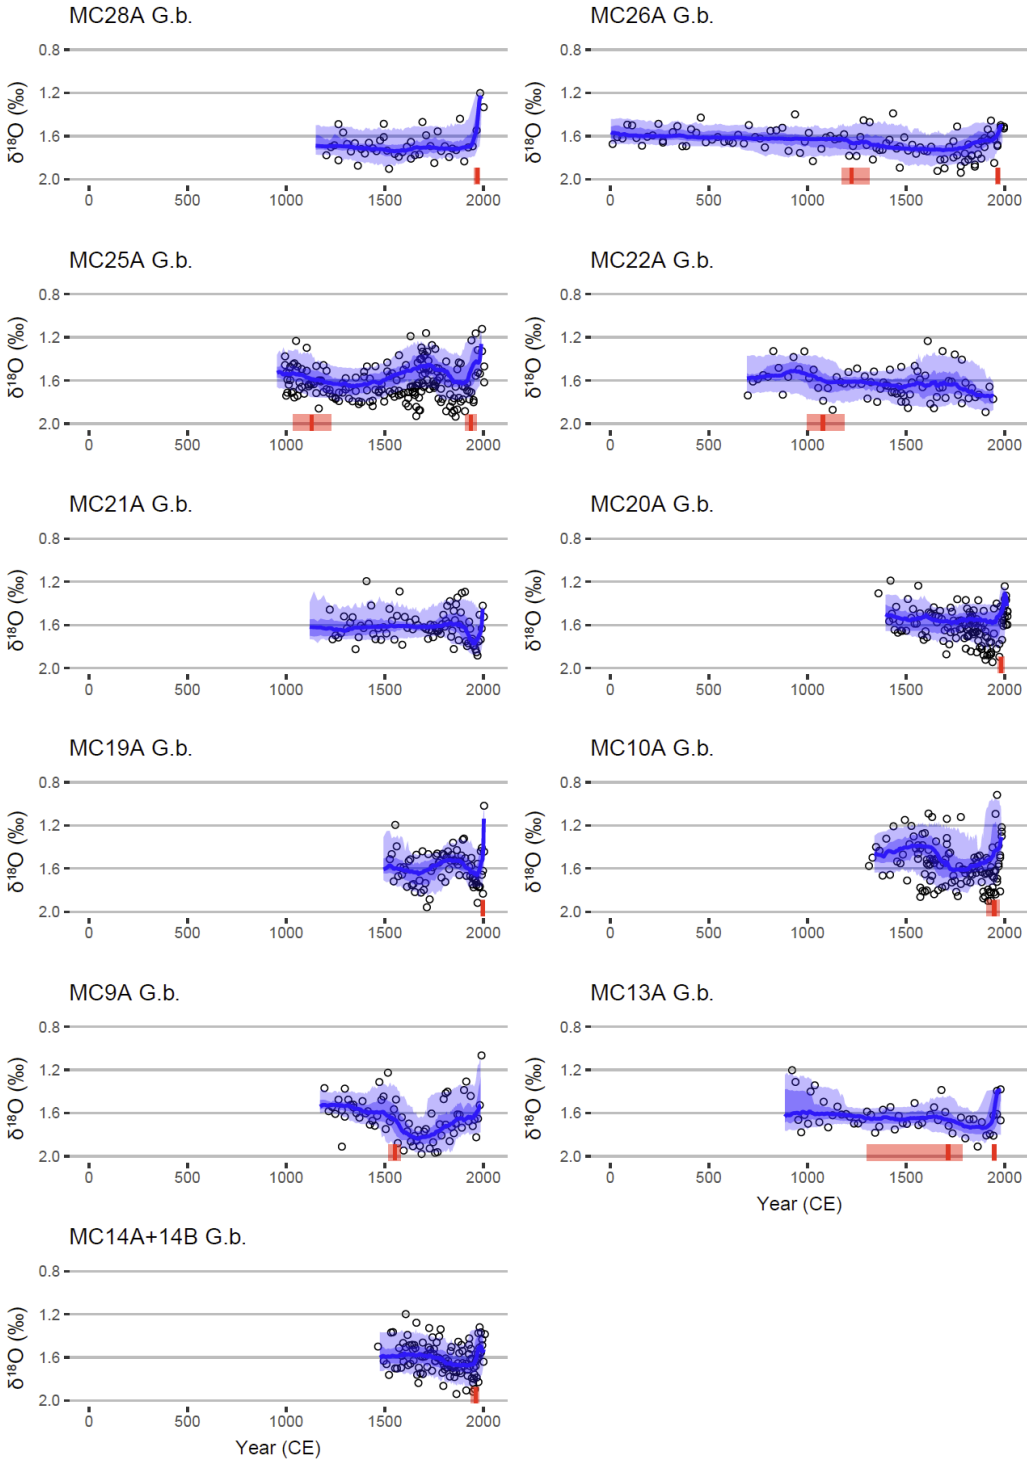 MC28A G.b.
MC26A G.b.
0.8
1.2
1.6
2.0
δ¹⁸O (‰)
0 500 1000 1500 2000
0.8
1.2
1.6
2.0
δ¹⁸O (‰)
0 500 1000 1500 2000
MC25A G.b.
MC22A G.b.
0.8
1.2
1.6
2.0
δ¹⁸O (‰)
0 500 1000 1500 2000
0.8
1.2
1.6
2.0
δ¹⁸O (‰)
0 500 1000 1500 2000
MC21A G.b.
MC20A G.b.
0.8
1.2
1.6
2.0
δ¹⁸O (‰)
0 500 1000 1500 2000
0.8
1.2
1.6
2.0
δ¹⁸O (‰)
0 500 1000 1500 2000
MC19A G.b.
MC10A G.b.
0.8
1.2
1.6
2.0
δ¹⁸O (‰)
0 500 1000 1500 2000
0.8
1.2
1.6
2.0
δ¹⁸O (‰)
0 500 1000 1500 2000
MC9A G.b.
MC13A G.b.
0.8
1.2
1.6
2.0
δ¹⁸O (‰)
0 500 1000 1500 2000
0.8
1.2
1.6
2.0
δ¹⁸O (‰)
0 500 1000 1500 2000
Year (CE)
MC14A+14B G.b.
0.8
1.2
1.6
2.0
δ¹⁸O (‰)
0 500 1000 1500 2000
Year (CE)